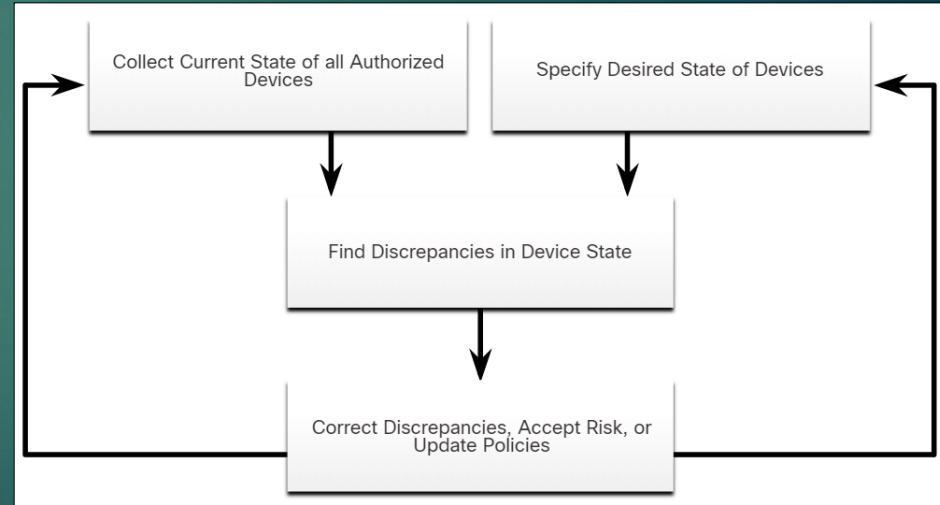 Collect Current State of all Authorized
Devices
Specify Desired State of Devices
Find Discrepancies in Device State
Correct Discrepancies, Accept Risk, or
Update Policies